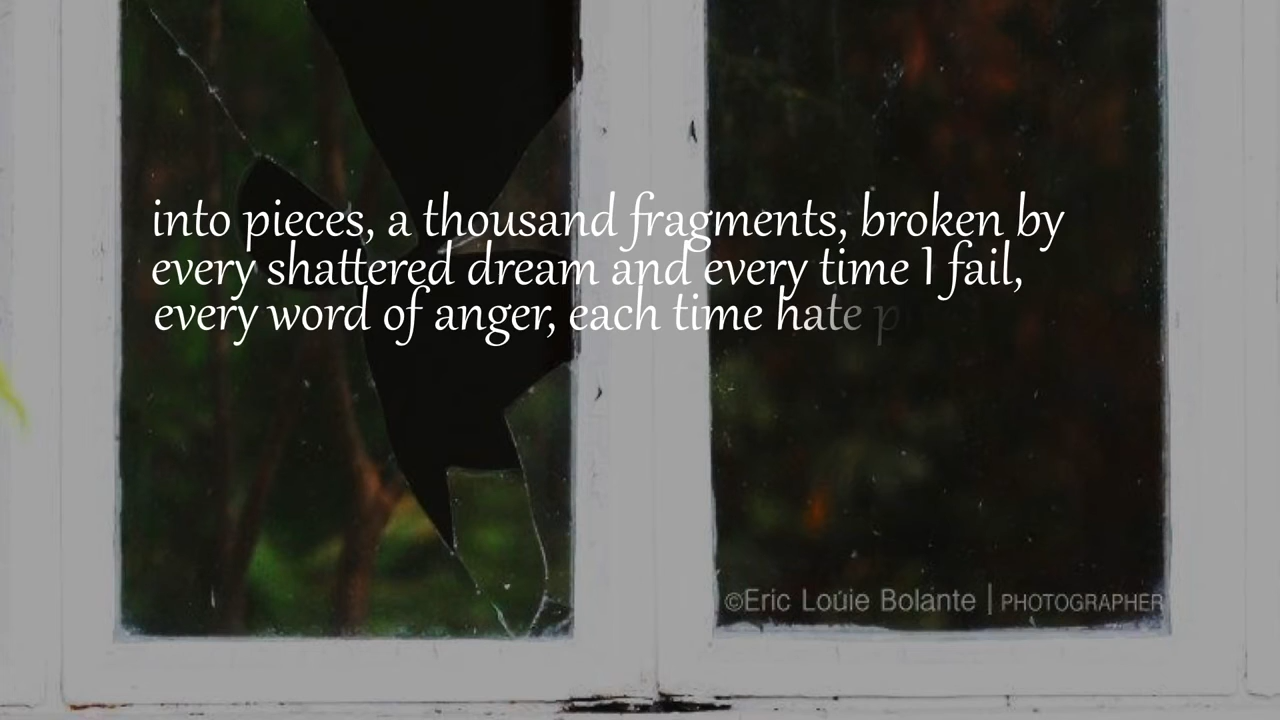 into pieces, a thousand fragments, broken by
every shattered dream and every time I fail,
every word of anger, each time hate p
©Eric Louie Bolante | PHOTOGRAPHER